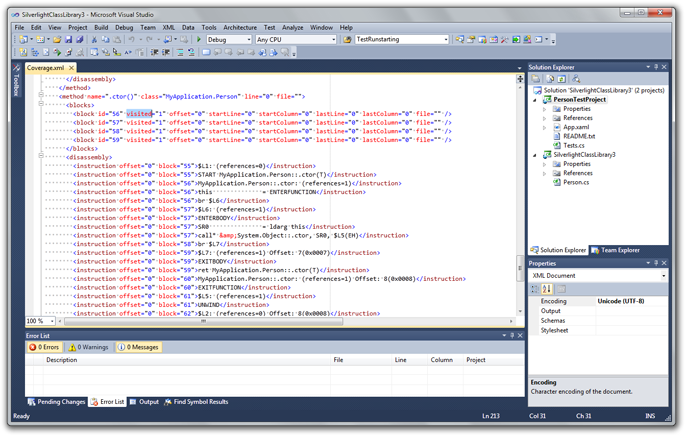 SilverlightClassLibrary3 - Microsoft Visual Studio
File Edit View Project Build Debug Team XML Data Tools Architecture Test Analyze Window Help
Debug Any CPU TestRunstarting
Toolbox
Coverage.xml
</disassembly>
</method>
<method name=".ctor()" class="MyApplication.Person" line="0" file="">
<blocks>
<block id="56" visited="1" offset="0" startLine="0" startColumn="0" lastLine="0" lastColumn="0" file="" />
<block id="57" visited="1" offset="0" startLine="0" startColumn="0" lastLine="0" lastColumn="0" file="" />
<block id="58" visited="1" offset="0" startLine="0" startColumn="0" lastLine="0" lastColumn="0" file="" />
<block id="59" visited="1" offset="0" startLine="0" startColumn="0" lastLine="0" lastColumn="0" file="" />
</blocks>
<disassembly>
<instruction offset="0" block="55">$L1: (references=0)</instruction>
<instruction offset="0" block="55">START MyApplication.Person::.ctor(T)</instruction>
<instruction offset="0" block="56">MyApplication.Person::.ctor: (references=1)</instruction>
<instruction offset="0" block="56">this = ENTERFUNCTION</instruction>
<instruction offset="0" block="56">br $L6</instruction>
<instruction offset="0" block="57">$L6: (references=1)</instruction>
<instruction offset="0" block="57">ENTERBODY</instruction>
<instruction offset="0" block="57">SR0 = ldarg this</instruction>
<instruction offset="0" block="57">call* &amp;System.Object::.ctor, SR0, $L5(EH)</instruction>
<instruction offset="0" block="58">br $L7</instruction>
<instruction offset="0" block="59">$L7: (references=1) Offset: 7(0x0007)</instruction>
<instruction offset="0" block="59">EXITBODY</instruction>
<instruction offset="0" block="59">ret MyApplication.Person::.ctor(T)</instruction>
<instruction offset="0" block="60">MyApplication.Person::.ctor: (references=1) Offset: 8(0x0008)</instruction>
<instruction offset="0" block="60">EXITFUNCTION</instruction>
<instruction offset="0" block="61">$L5: (references=1)</instruction>
<instruction offset="0" block="61">UNWIND</instruction>
<instruction offset="0" block="62">$L2: (references=0) Offset: 8(0x0008)</instruction>
100 %
Error List
0 Errors 0 Warnings 0 Messages
Description File Line Column Project
Pending Changes Error List Output Find Symbol Results
Solution Explorer
Solution 'SilverlightClassLibrary3' (2 projects)
PersonTestProject
Properties
References
App.xaml
README.txt
Tests.cs
SilverlightClassLibrary3
Properties
References
Person.cs
Solution Explorer Team Explorer
Properties
XML Document
Encoding Unicode (UTF-8)
Output
Schemas
Stylesheet
Encoding
Character encoding of the document.
Ready Ln 213 Col 31 Ch 31 INS